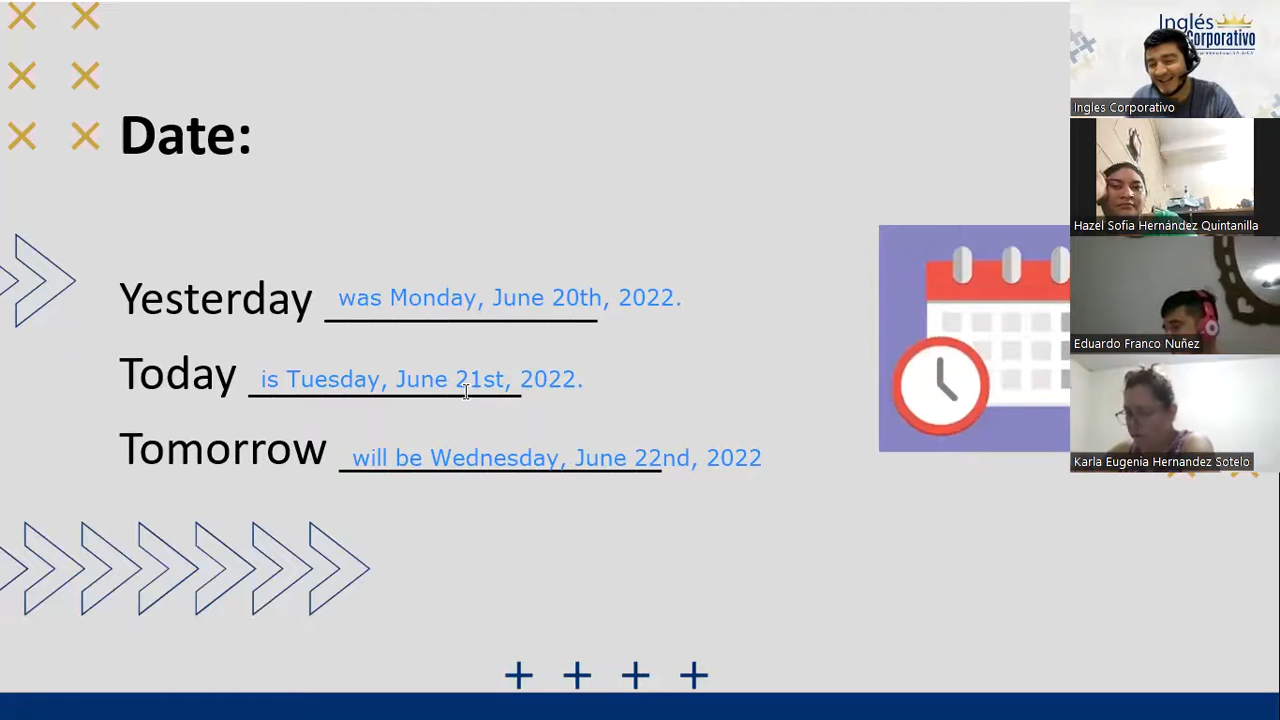 Date:
Yesterday was Monday, June 20th, 2022.
Today is Tuesday, June 21st, 2022.
Tomorrow will be Wednesday, June 22nd, 2022
Inglés
Corporativo
Ingles Corporativo
Hazel Sofia Hernández Quintanilla
Eduardo Franco Nuñez
Karla Eugenia Hernandez Sotelo